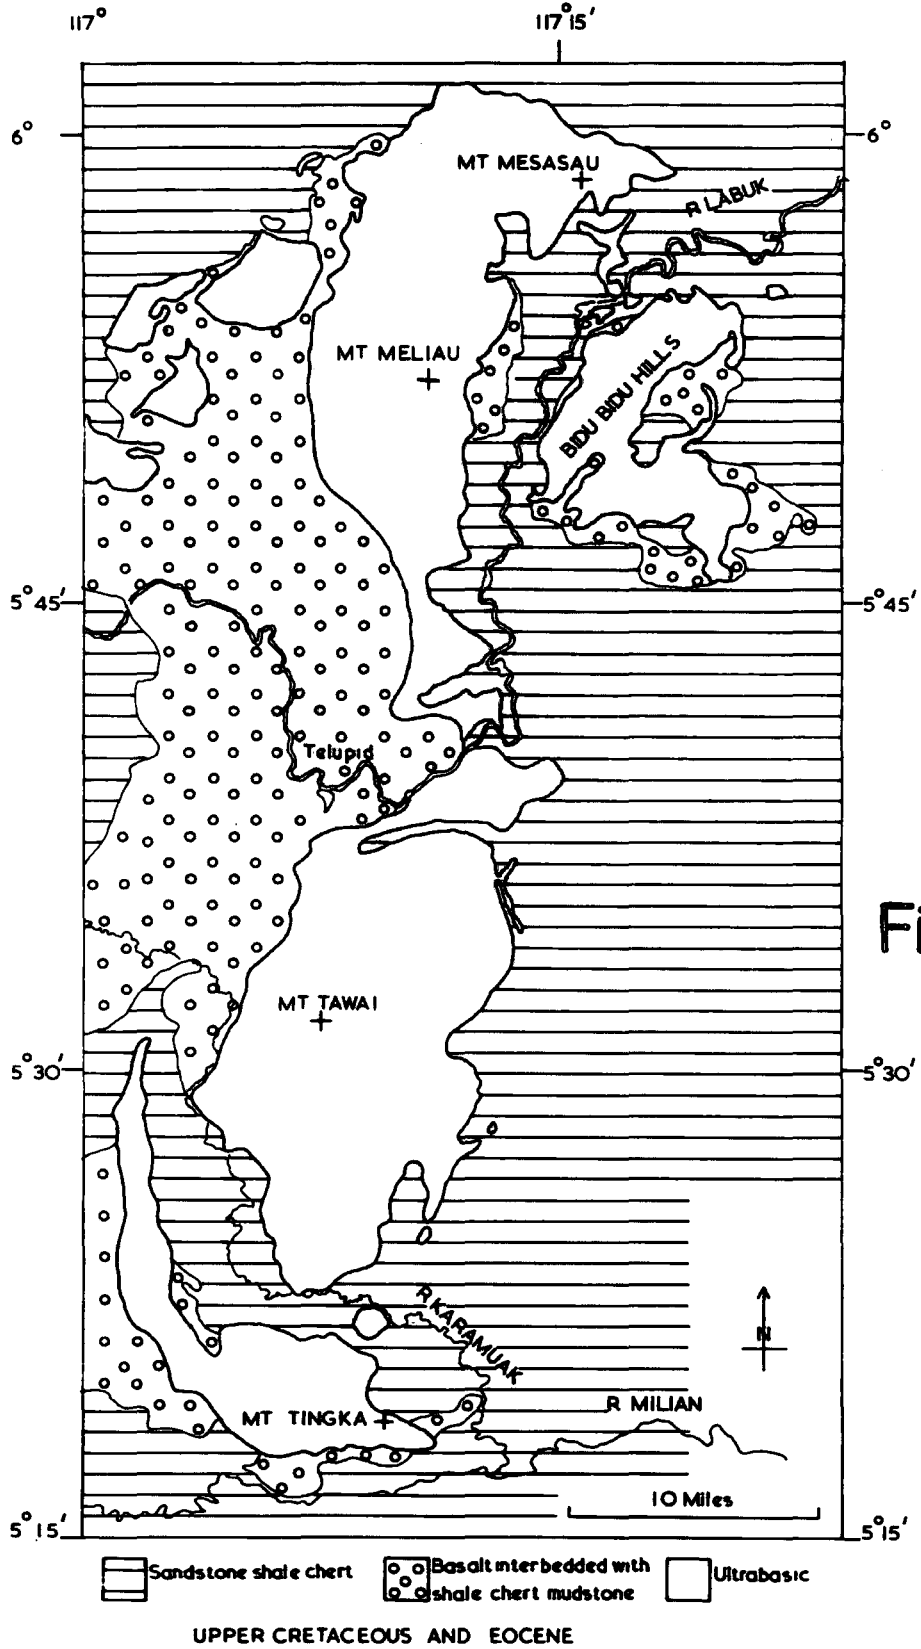 117° 117° 15′
6° 6°
MT MESASAU
R LABUK
MT MELIAU
BIDU BIDU HILLS
5° 45′ 5° 45′
Telupid
Fi
MT TAWAI
5° 30′ 5° 30′
R KARAMUAK
N
R MILIAN
MT TINGKA
10 Miles
5° 15′ 5° 15′
Sandstone shale chert
Basalt interbedded with
shale chert mudstone
Ultrabasic
UPPER CRETACEOUS AND EOCENE